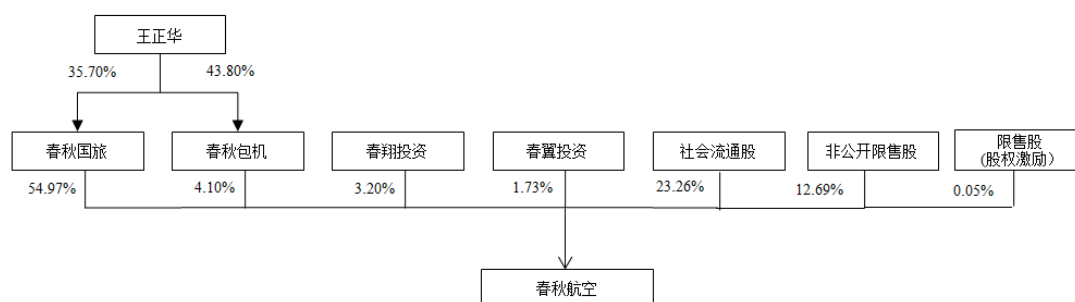 王正华
35.70%
43.80%
春秋国旅
春秋包机
春翔投资
春翼投资
社会流通股
非公开限售股
限售股
(股权激励）
54.97%
4.10%
3.20%
1.73%
23.26%
12.69%
0.05%
春秋航空